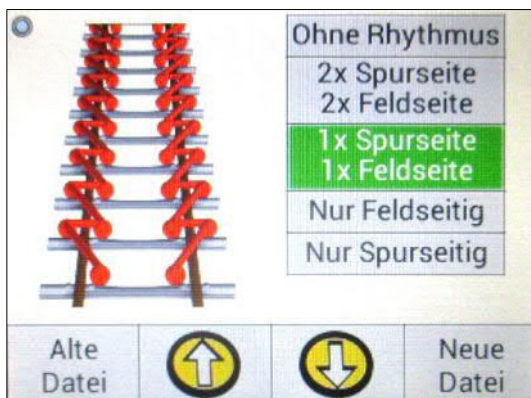 Ohne Rhythmus
2x Spurseite
2x Feldseite
1x Spurseite
1x Feldseite
Nur Feldseitig
Nur Spurseitig
Alte
Datei
Neue
Datei